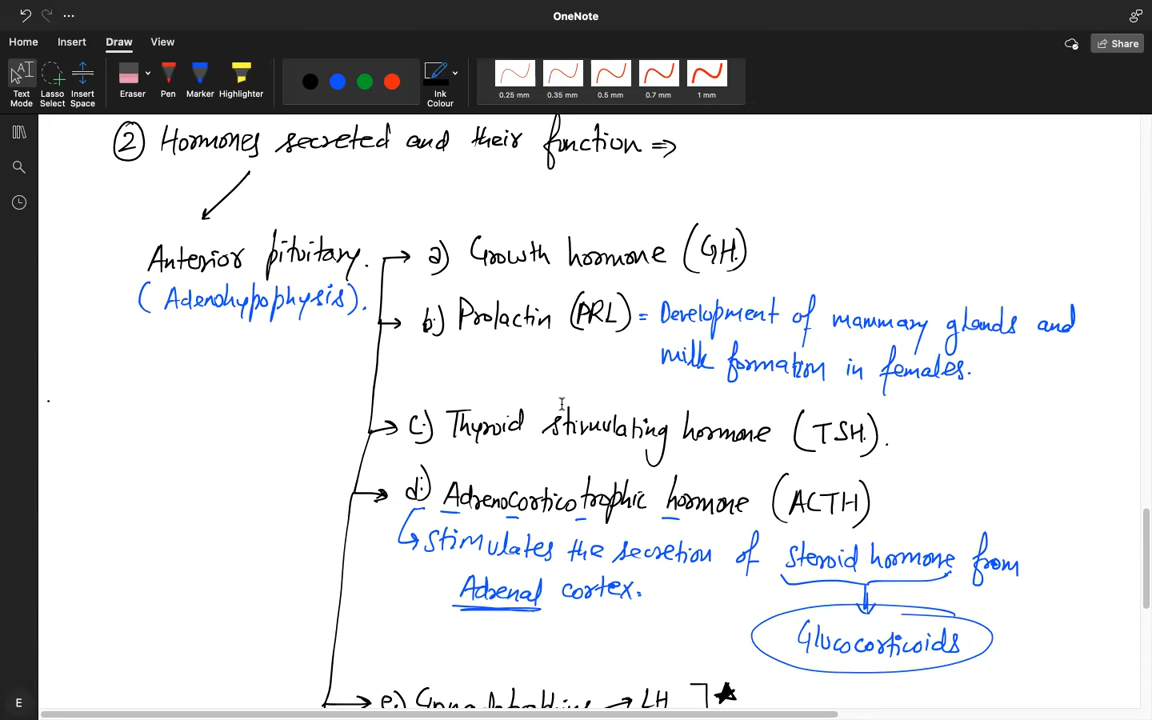 OneNote
Home Insert Draw View
Share
Text Mode
Lasso Select
Insert Space
Eraser
Pen
Marker
Highlighter
Ink Colour
0.25 mm 0.35 mm 0.5 mm 0.7 mm 1 mm
② Hormones secreted and their function ⇒
Anterior pituitary.
(Adenohypophysis).
a) Growth hormone (GH.)
b.) Prolactin (PRL) = Development of mammary glands and
milk formation in females.
c.) Thyroid stimulating hormone (TSH.).
d.) Adrenocorticotrophic hormone (ACTH)
↳ Stimulates the secretion of steroid hormone from
Adrenal cortex.
Glucocorticoids
e.) → LH
E